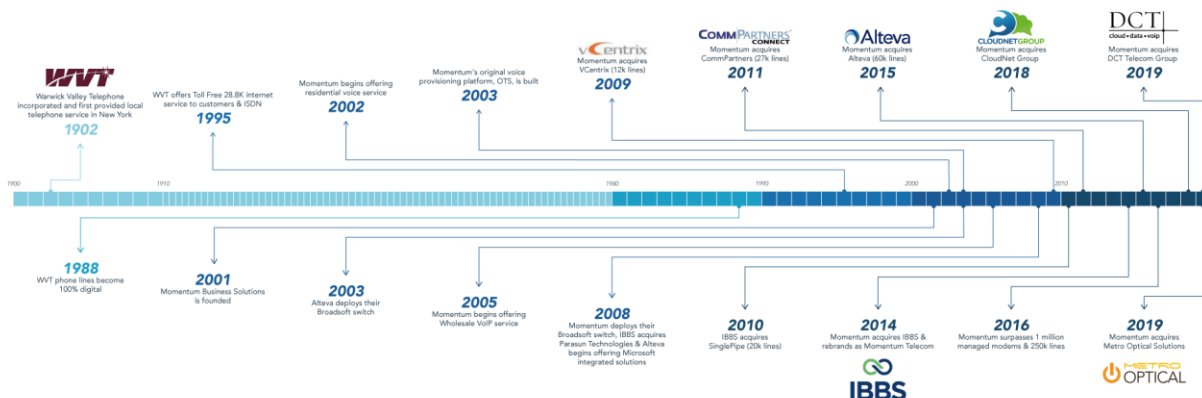 WVT
Warwick Valley Telephone
incorporated and first provided local
telephone service in New York
1902
WVT offers Toll Free 28.8K internet
service to customers & ISDN
1995
Momentum begins offering
residential voice service
2002
Momentum's original voice
provisioning platform, OTS, is built
2003
vCentrix
Momentum acquires
VCentrix (12k lines)
2009
COMMPARTNERS
CONNECT
Momentum acquires
CommPartners (27k lines)
2011
Alteva
Momentum acquires
Alteva (60k lines)
2015
CLOUDNETGROUP
Momentum acquires
CloudNet Group
2018
DCT
cloud • data • voip
Momentum acquires
DCT Telecom Group
2019
1900
1910
1980
1990
2000
2010
1988
WVT phone lines become
100% digital
2001
Momentum Business Solutions
is founded
2003
Alteva deploys their
Broadsoft switch
2005
Momentum begins offering
Wholesale VoIP service
2008
Momentum deploys their
Broadsoft switch, IBBS acquires
Parasun Technologies & Alteva
begins offering Microsoft
integrated solutions
2010
IBBS acquires
SinglePipe (20k lines)
2014
Momentum acquires IBBS &
rebrands as Momentum Telecom
IBBS
2016
Momentum surpasses 1 million
managed modems & 250k lines
2019
Momentum acquires
Metro Optical Solutions
METRO
OPTICAL